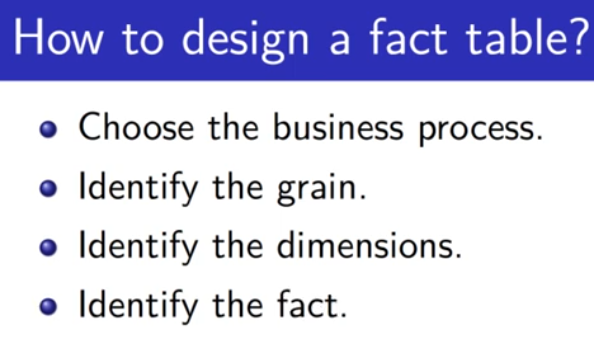 How to design a fact table?
Choose the business process.
Identify the grain.
Identify the dimensions.
Identify the fact.